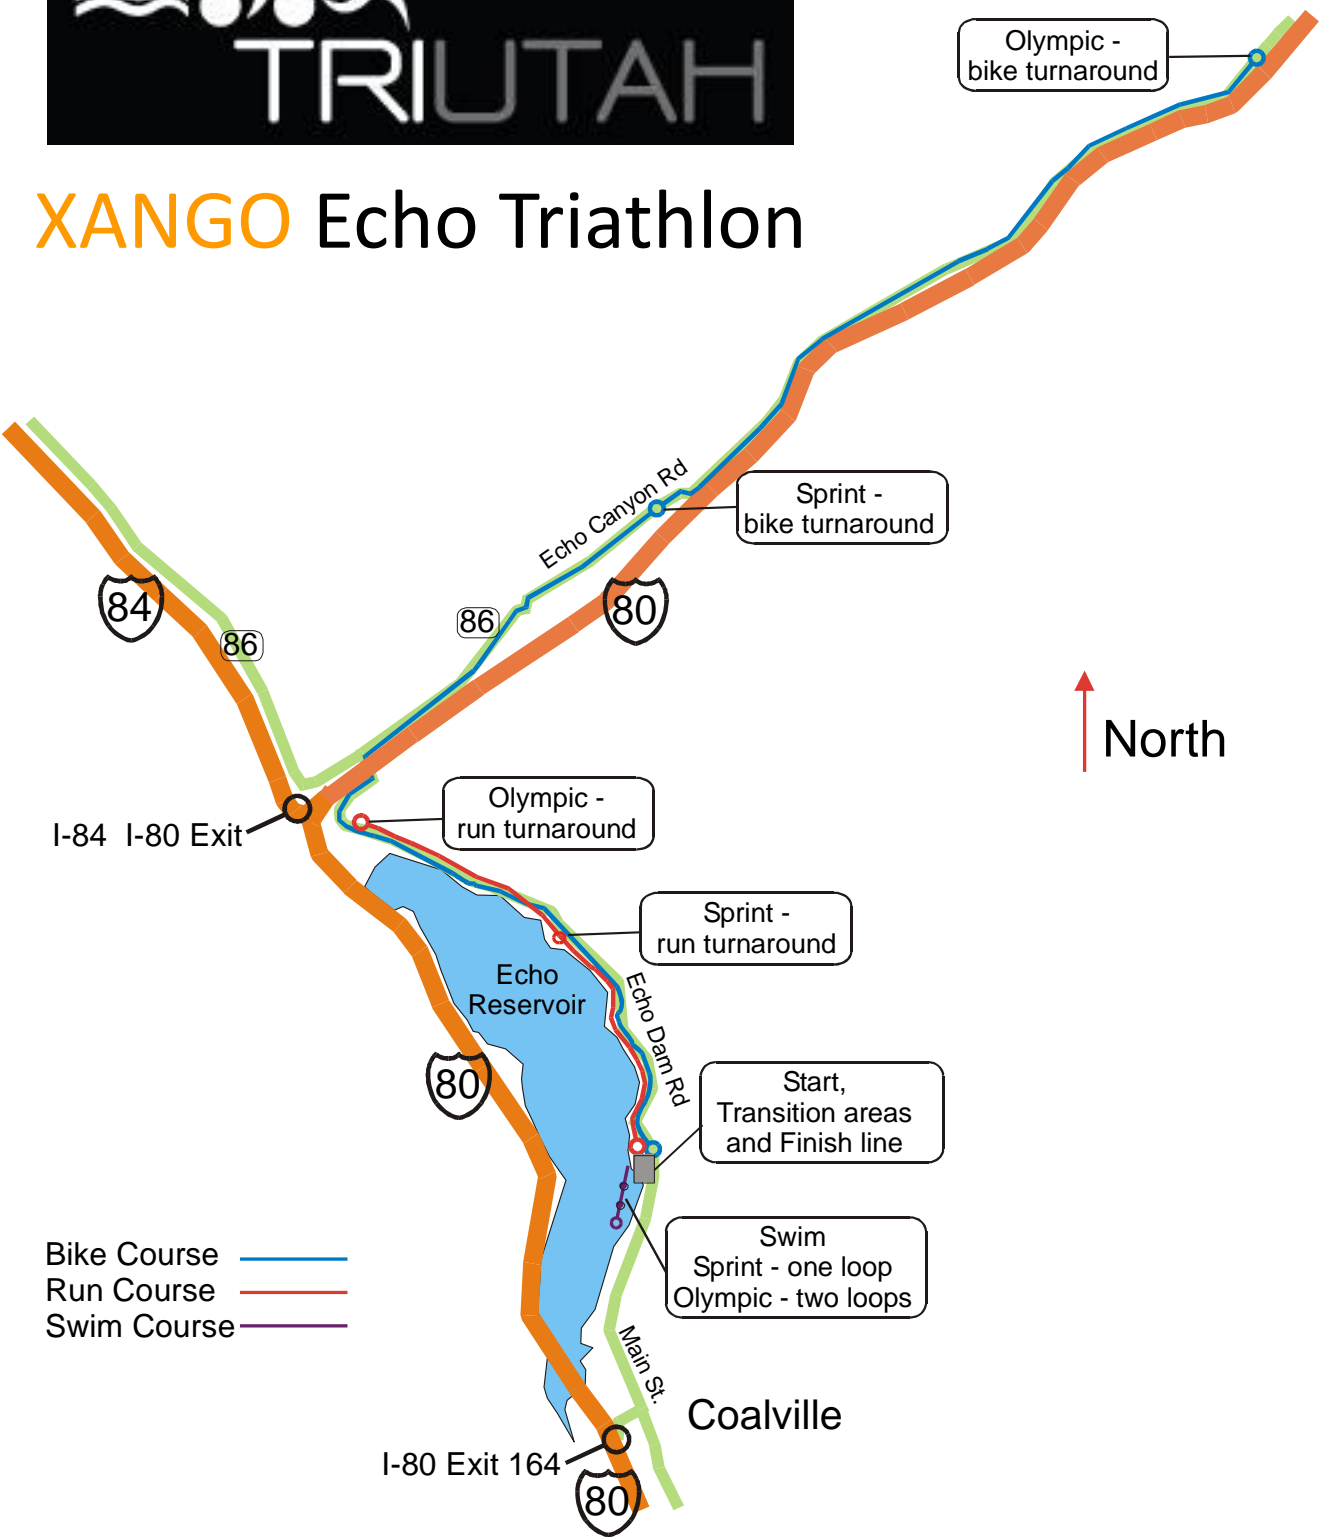 TRIUTAH
XANGO Echo Triathlon
Olympic -
bike turnaround
Echo Canyon Rd
Sprint -
bike turnaround
84
86
86
80
North
I-84 I-80 Exit
Olympic -
run turnaround
Sprint -
run turnaround
Echo
Reservoir
Echo Dam Rd
80
Start,
Transition areas
and Finish line
Swim
Sprint - one loop
Olympic - two loops
Bike Course
Run Course
Swim Course
Main St.
Coalville
I-80 Exit 164
80